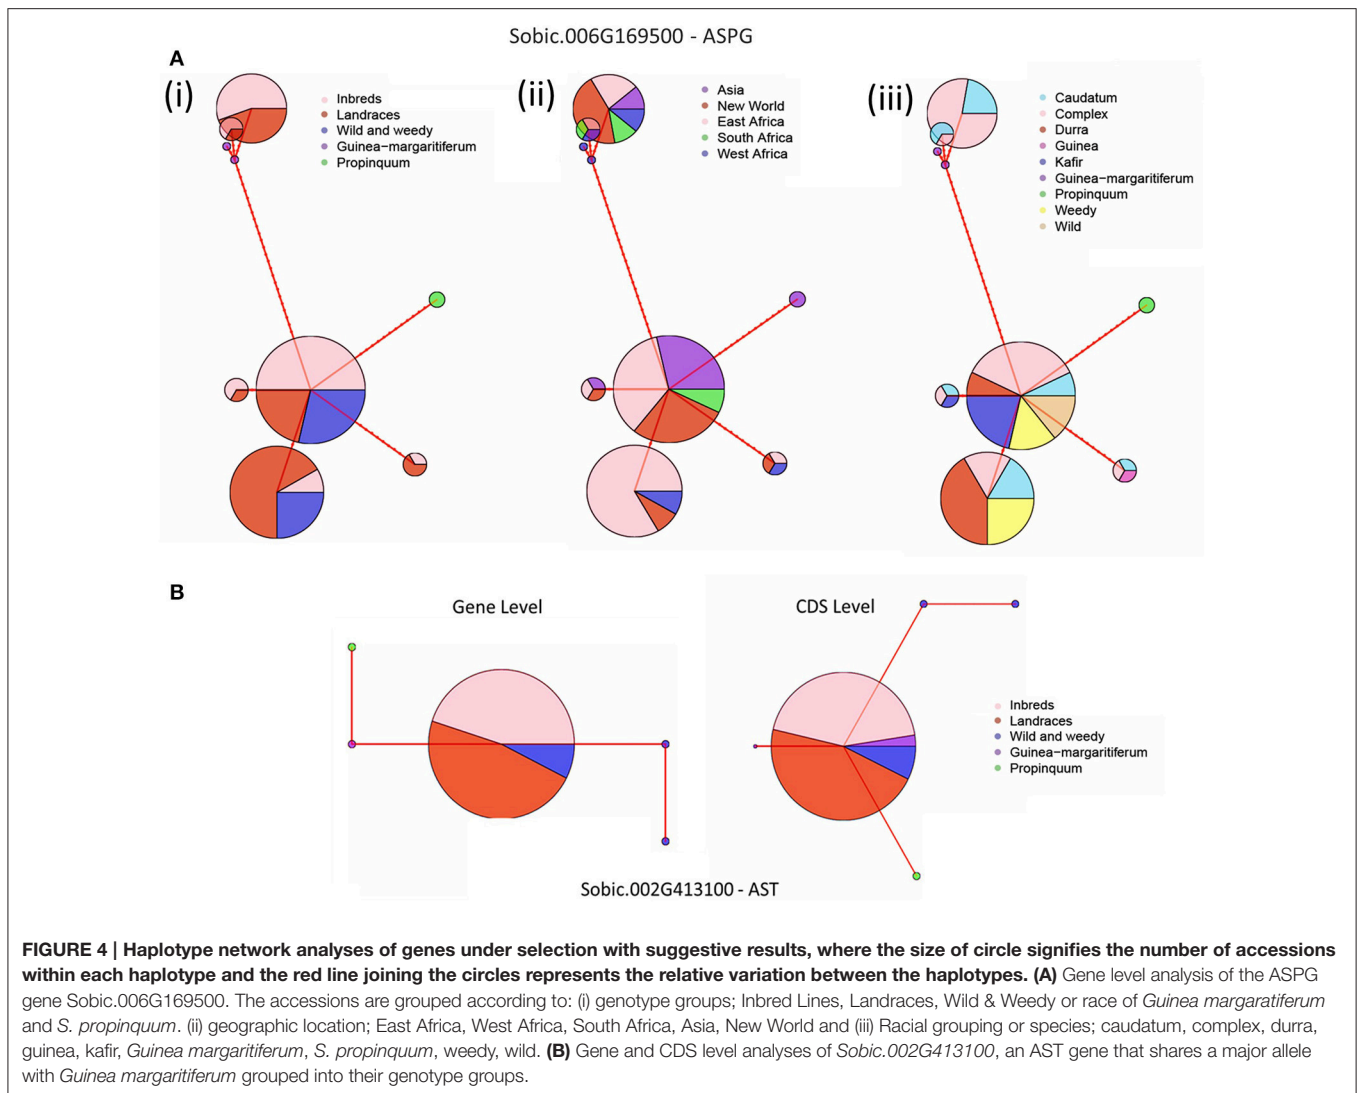 Sobic.006G169500 - ASPG
A
(i)
Inbreds
Landraces
Wild and weedy
Guinea−margaritiferum
Propinquum
(ii)
Asia
New World
East Africa
South Africa
West Africa
(iii)
Caudatum
Complex
Durra
Guinea
Kafir
Guinea−margaritiferum
Propinquum
Weedy
Wild
B
Gene Level
CDS Level
Inbreds
Landraces
Wild and weedy
Guinea−margaritiferum
Propinquum
Sobic.002G413100 - AST
FIGURE 4 | Haplotype network analyses of genes under selection with suggestive results, where the size of circle signifies the number of accessions
within each haplotype and the red line joining the circles represents the relative variation between the haplotypes. (A) Gene level analysis of the ASPG
gene Sobic.006G169500. The accessions are grouped according to: (i) genotype groups; Inbred Lines, Landraces, Wild & Weedy or race of Guinea margaratiferum
and S. propinquum. (ii) geographic location; East Africa, West Africa, South Africa, Asia, New World and (iii) Racial grouping or species; caudatum, complex, durra,
guinea, kafir, Guinea margaritiferum, S. propinquum, weedy, wild. (B) Gene and CDS level analyses of Sobic.002G413100, an AST gene that shares a major allele
with Guinea margaritiferum grouped into their genotype groups.